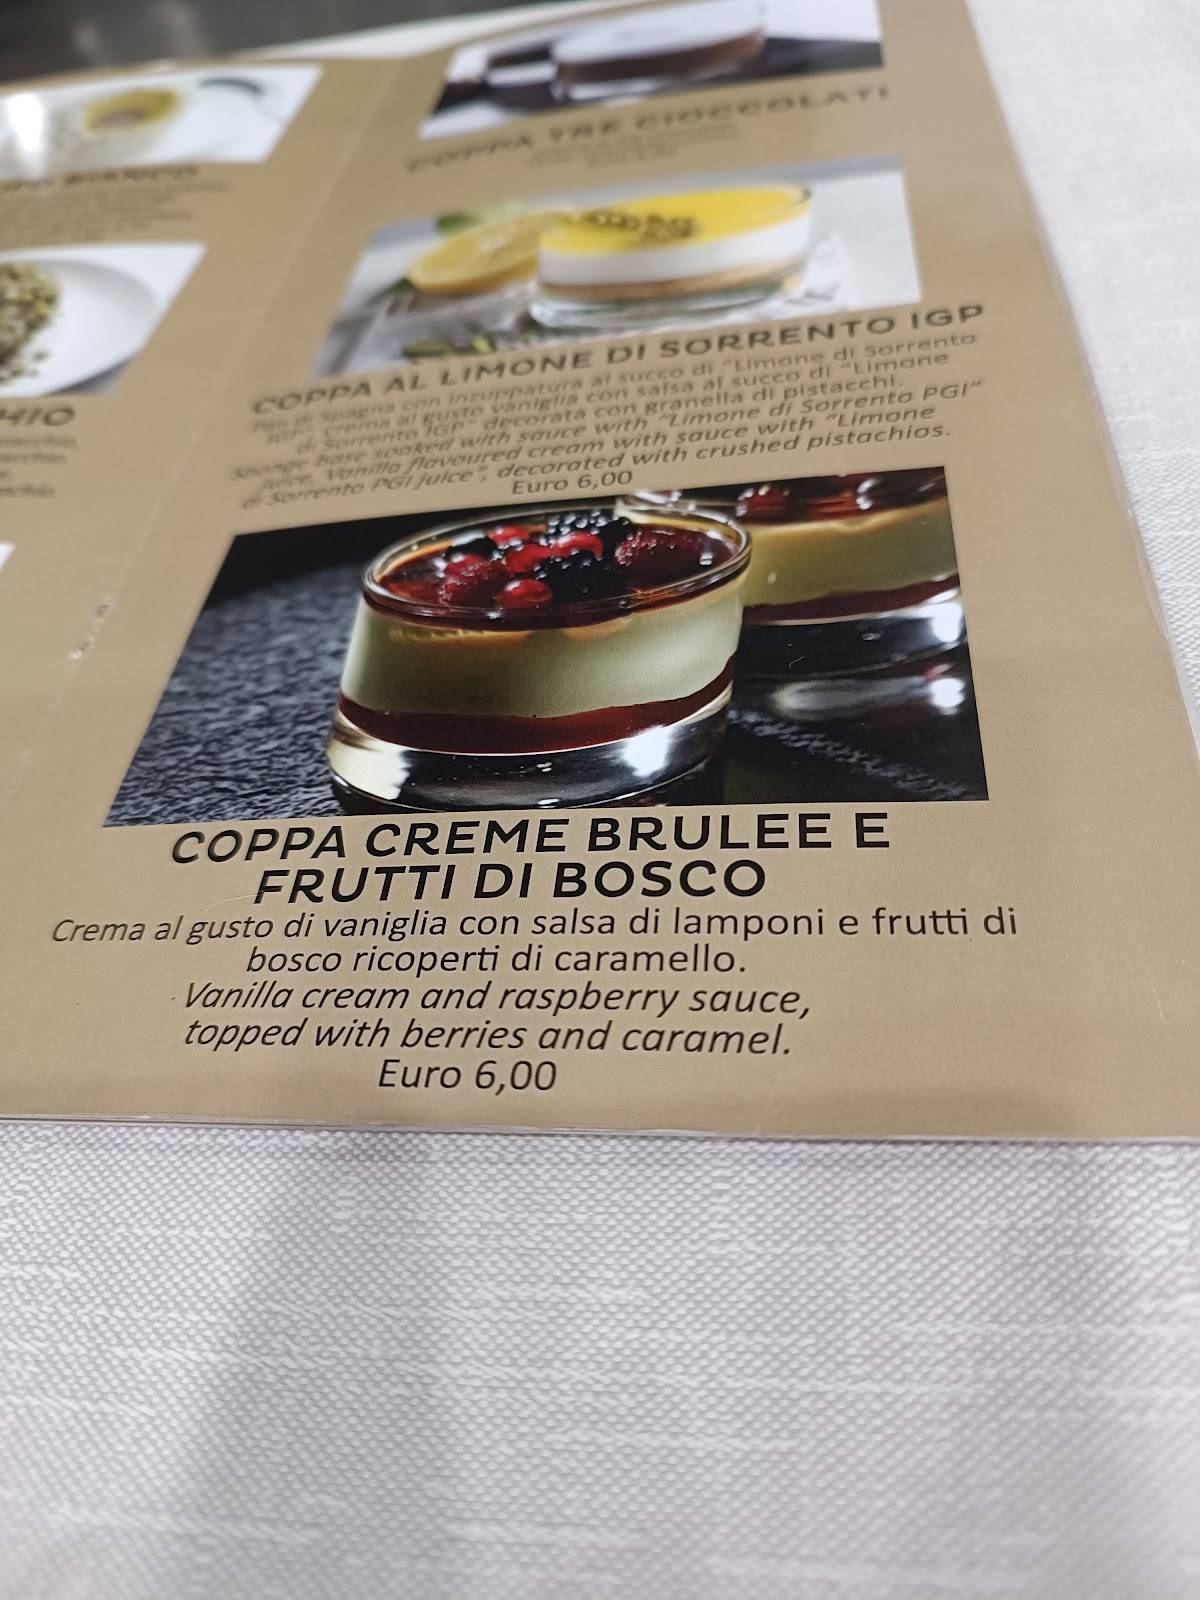 BIANCO
HIO
COPPA TRE CIOCCOLATI
COPPA AL LIMONE DI SORRENTO IGP
Pan di Spagna con inzuppatura al succo di "Limone di Sorrento
IGP". Crema al gusto vaniglia con salsa al succo di "Limone
di Sorrento IGP" decorata con granella di pistacchi.
Sponge base soaked with sauce with "Limone di Sorrento PGI"
juice. Vanilla flavoured cream with sauce with "Limone
di Sorrento PGI juice", decorated with crushed pistachios.
Euro 6,00
COPPA CREME BRULEE E
FRUTTI DI BOSCO
Crema al gusto di vaniglia con salsa di lamponi e frutti di
bosco ricoperti di caramello.
Vanilla cream and raspberry sauce,
topped with berries and caramel.
Euro 6,00